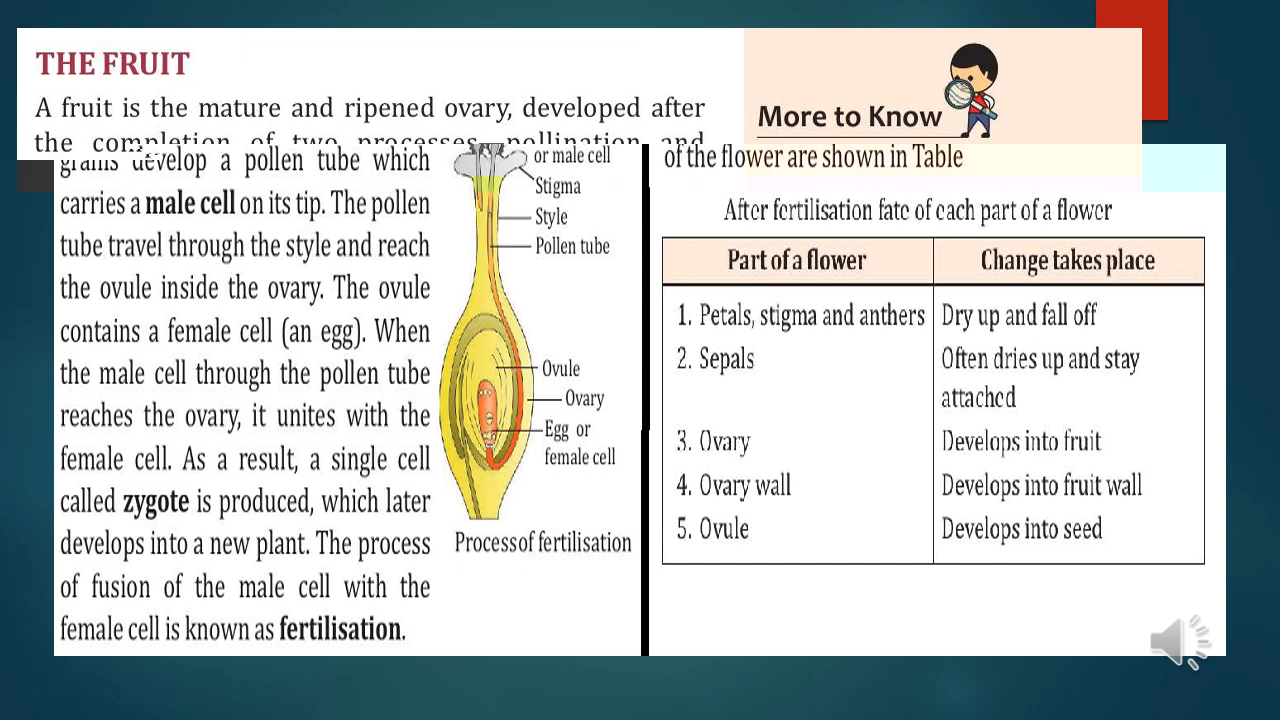 THE FRUIT
A fruit is the mature and ripened ovary, developed after
the completion of two processes, pollination and
More to Know
grains develop a pollen tube which
carries a male cell on its tip. The pollen
tube travel through the style and reach
the ovule inside the ovary. The ovule
contains a female cell (an egg). When
the male cell through the pollen tube
reaches the ovary, it unites with the
female cell. As a result, a single cell
called zygote is produced, which later
develops into a new plant. The process
of fusion of the male cell with the
female cell is known as fertilisation.
or male cell
Stigma
Style
Pollen tube
Ovule
Ovary
Egg or
female cell
Process of fertilisation
of the flower are shown in Table
After fertilisation fate of each part of a flower
Part of a flower Change takes place
1. Petals, stigma and anthers Dry up and fall off
2. Sepals Often dries up and stay
attached
3. Ovary Develops into fruit
4. Ovary wall Develops into fruit wall
5. Ovule Develops into seed